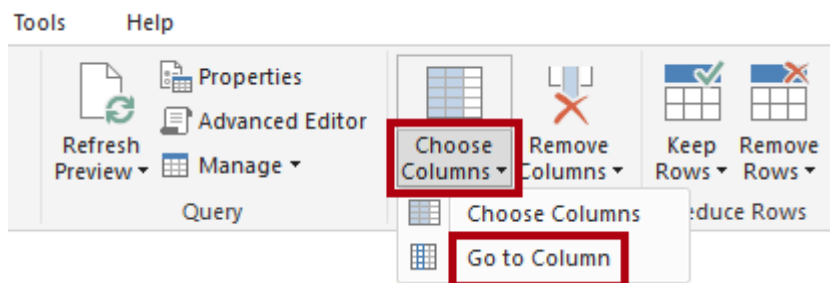 Tools Help
Properties
Advanced Editor
Refresh
Preview
Manage
Query
Choose
Columns
Remove
Columns
Keep
Rows
Remove
Rows
Choose Columns
Go to Column
Reduce Rows